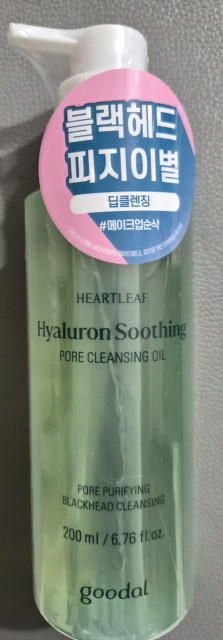 블랙헤드
피지이별
딥클렌징
#메이크업순삭
HEARTLEAF
Hyaluron Soothing
PORE CLEANSING OIL
PORE PURIFYING
BLACKHEAD CLEANSING
200 ml / 6.76 fl.oz.
goodal